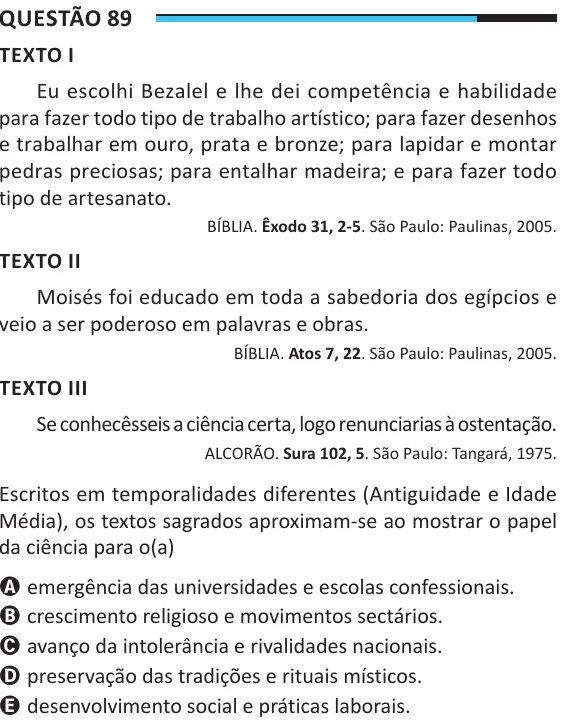 QUESTÃO 89
TEXTO I
Eu escolhi Bezalel e lhe dei competência e habilidade
para fazer todo tipo de trabalho artístico; para fazer desenhos
e trabalhar em ouro, prata e bronze; para lapidar e montar
pedras preciosas; para entalhar madeira; e para fazer todo
tipo de artesanato.
BÍBLIA. Êxodo 31, 2-5. São Paulo: Paulinas, 2005.
TEXTO II
Moisés foi educado em toda a sabedoria dos egípcios e
veio a ser poderoso em palavras e obras.
BÍBLIA. Atos 7, 22. São Paulo: Paulinas, 2005.
TEXTO III
Se conhecêsseis a ciência certa, logo renunciarias à ostentação.
ALCORÃO. Sura 102, 5. São Paulo: Tangará, 1975.
Escritos em temporalidades diferentes (Antiguidade e Idade
Média), os textos sagrados aproximam-se ao mostrar o papel
da ciência para o(a)
A emergência das universidades e escolas confessionais.
B crescimento religioso e movimentos sectários.
C avanço da intolerância e rivalidades nacionais.
D preservação das tradições e rituais místicos.
E desenvolvimento social e práticas laborais.